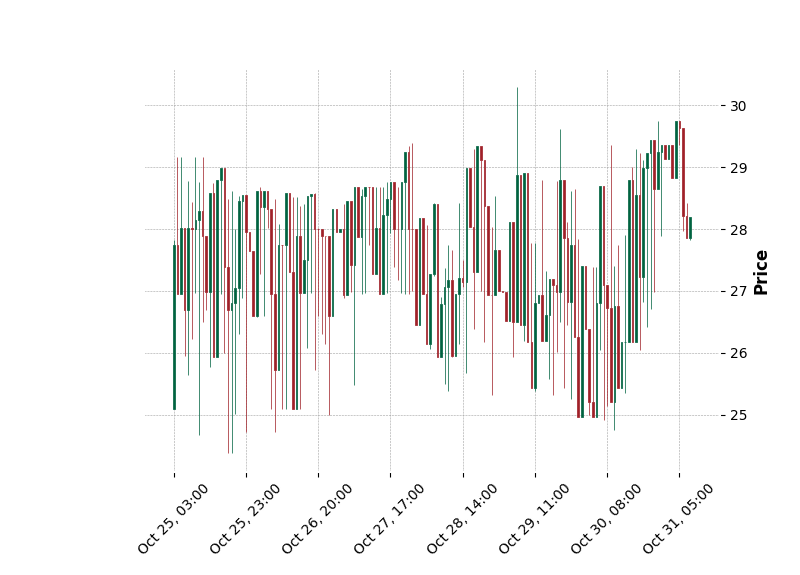 30
29
28
27
26
25
Price
Oct 25, 03:00
Oct 25, 23:00
Oct 26, 20:00
Oct 27, 17:00
Oct 28, 14:00
Oct 29, 11:00
Oct 30, 08:00
Oct 31, 05:00